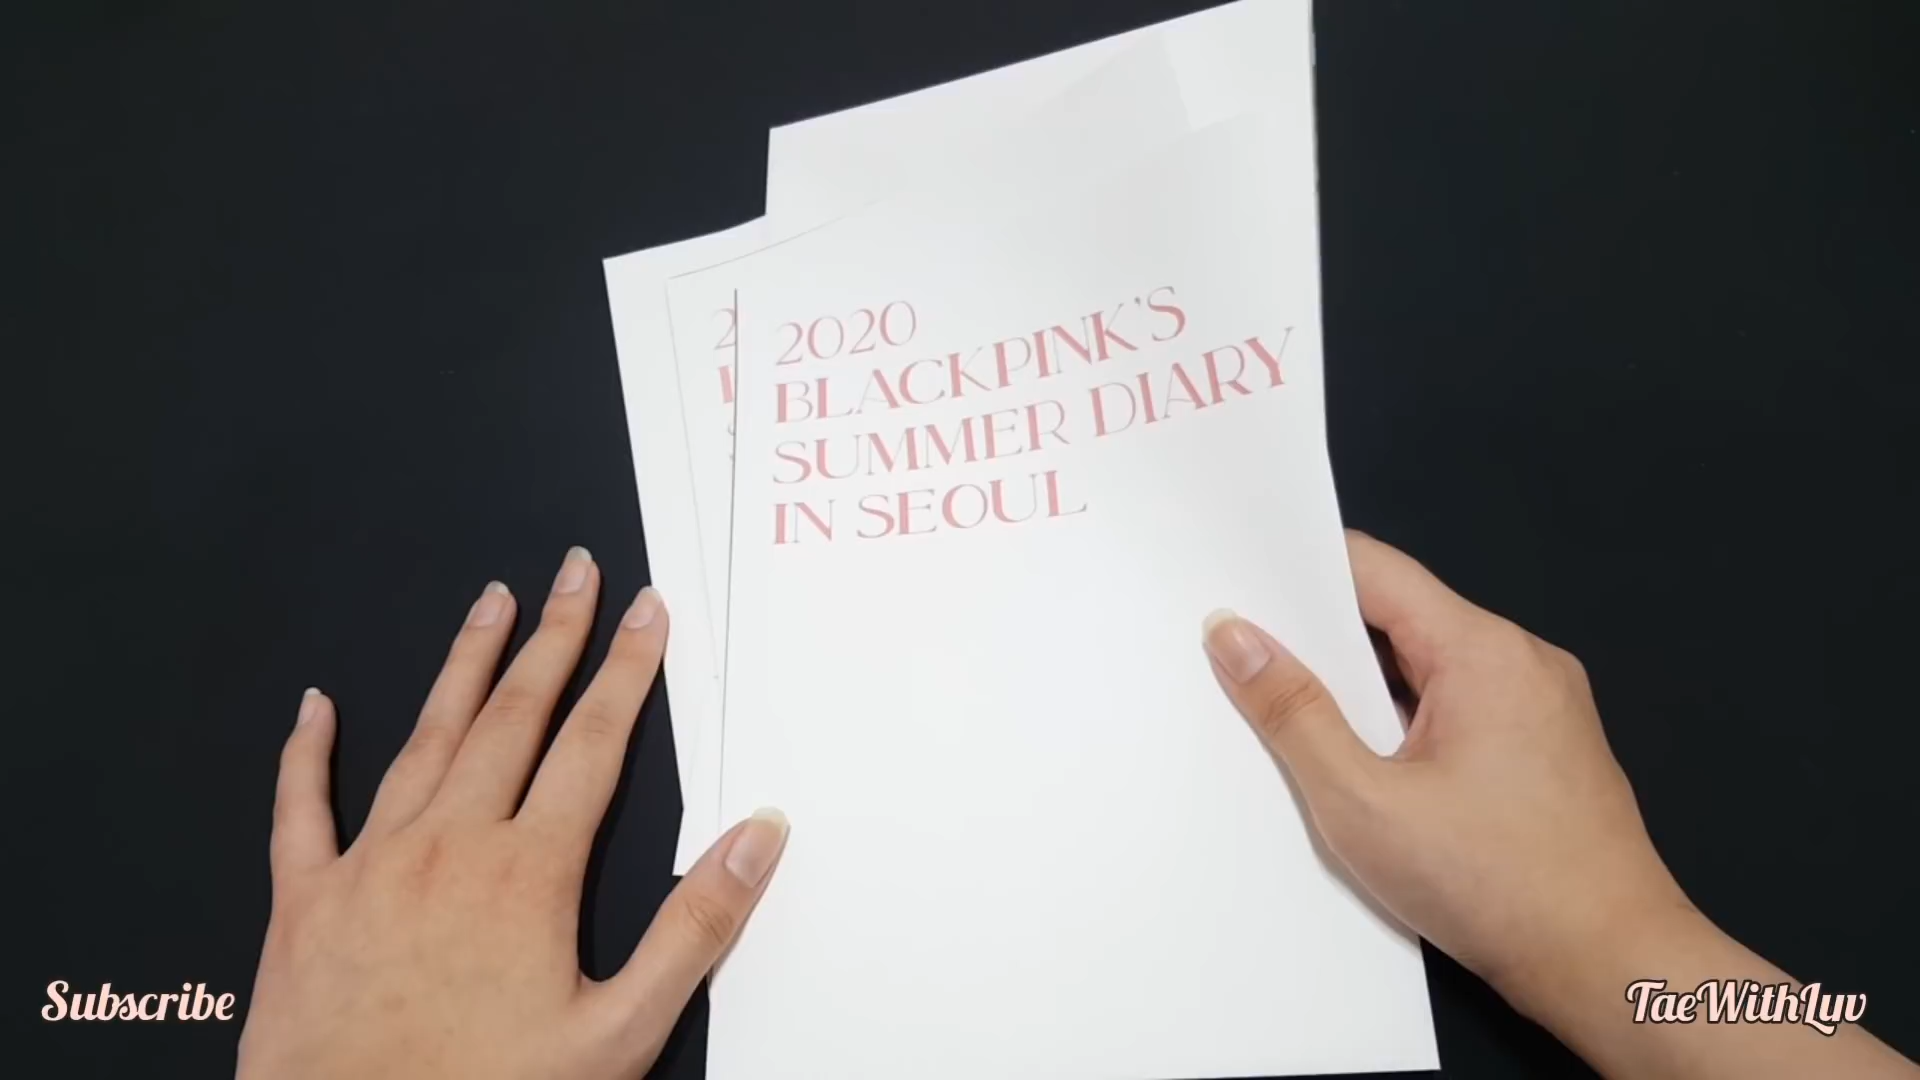 2020
BLACKPINK'S
SUMMER DIARY
IN SEOUL
Subscribe
TaeWithLuv